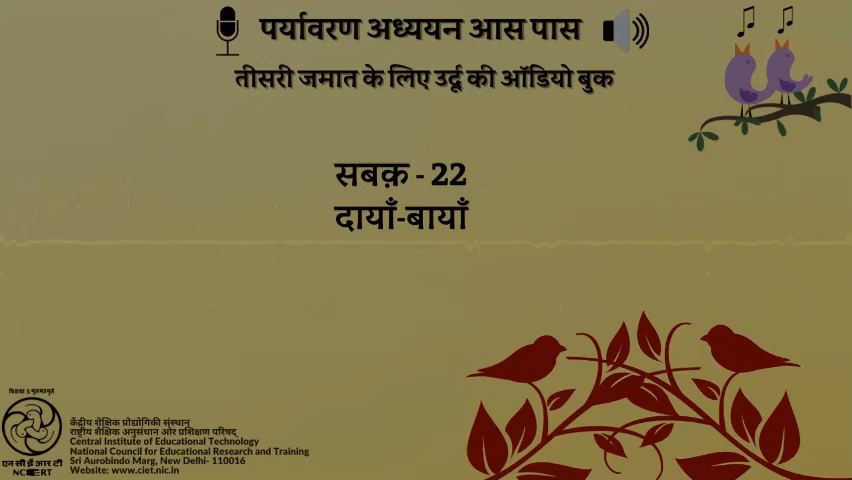 पर्यावरण अध्ययन आस पास
तीसरी जमात के लिए उर्दू की ऑडियो बुक
सबक़ - 22
दायाँ-बायाँ
एन सी ई आर टी
NCERT
केंद्रीय शैक्षिक प्रोद्योगिकी संस्थान
राष्ट्रीय शैक्षिक अनुसंधान और प्रशिक्षण परिषद्
Central Institute of Educational Technology
National Council for Educational Research and Training
Sri Aurobindo Marg, New Delhi- 110016
Website: www.ciet.nic.in